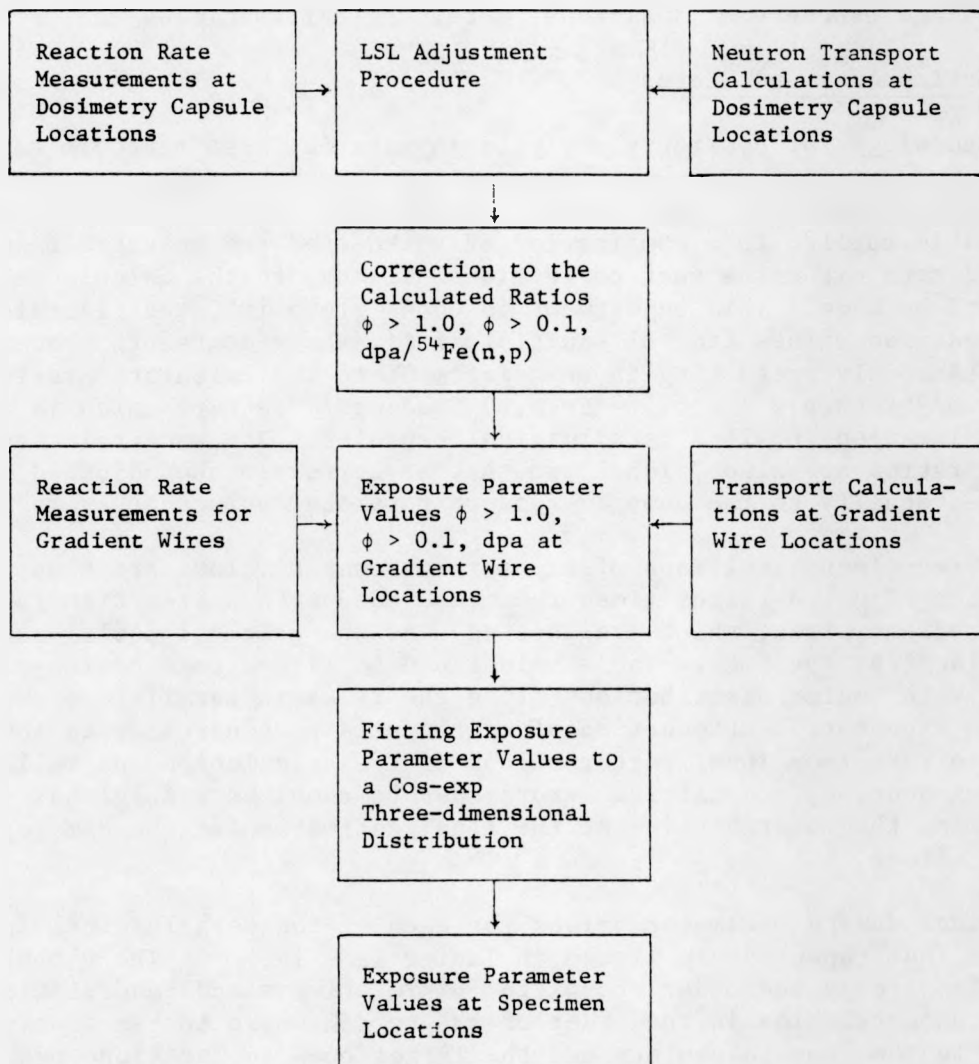 Reaction Rate
Measurements at
Dosimetry Capsule
Locations
LSL Adjustment
Procedure
Neutron Transport
Calculations at
Dosimetry Capsule
Locations
Correction to the
Calculated Ratios
ϕ > 1.0, ϕ > 0.1,
dpa/⁵⁴Fe(n,p)
Reaction Rate
Measurements for
Gradient Wires
Exposure Parameter
Values ϕ > 1.0,
ϕ > 0.1, dpa at
Gradient Wire
Locations
Transport Calcula-
tions at Gradient
Wire Locations
Fitting Exposure
Parameter Values to
a Cos-exp
Three-dimensional
Distribution
Exposure Parameter
Values at Specimen
Locations